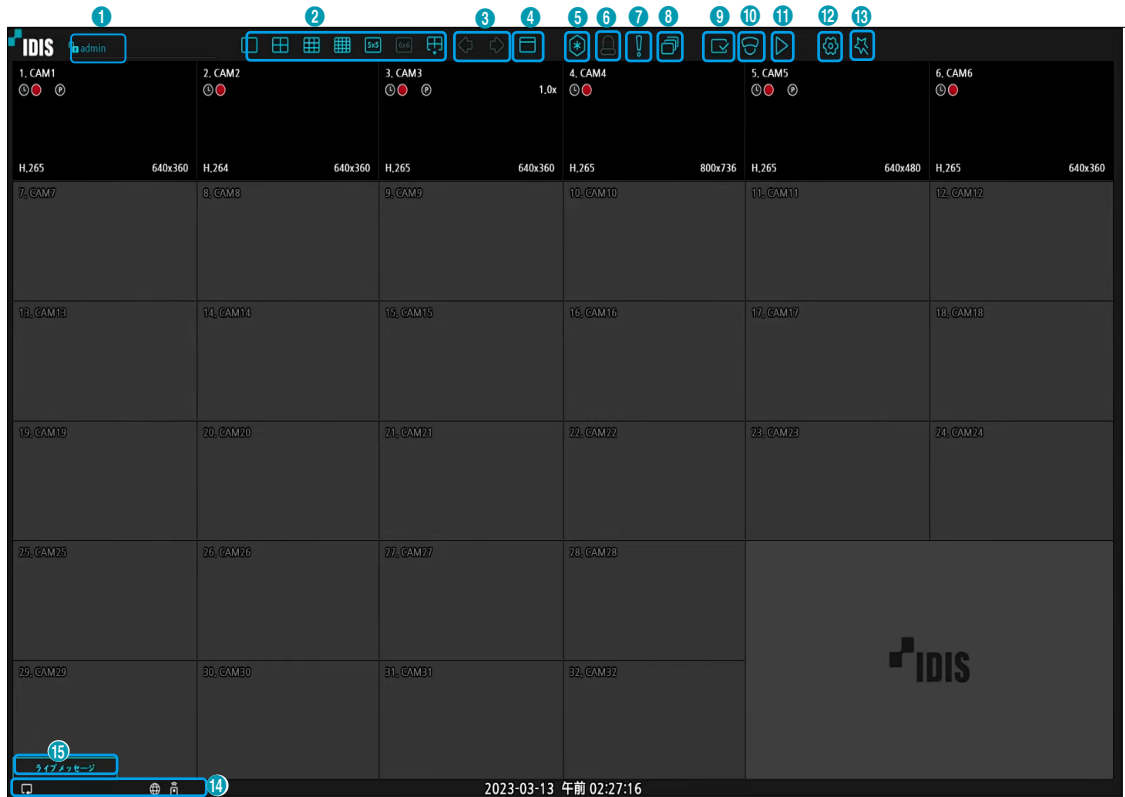 1 2 3 4 5 6 7 8 9 10 11 12 13
IDIS admin 5x5 6x6
1. CAM1 2. CAM2 3. CAM3 4. CAM4 5. CAM5 6. CAM6
P P 1.0x P
H.265 640x360 H.264 640x360 H.265 640x360 H.265 800x736 H.265 640x480 H.265 640x360
7. CAM7 8. CAM8 9. CAM9 10. CAM10 11. CAM11 12. CAM12
13. CAM13 14. CAM14 15. CAM15 16. CAM16 17. CAM17 18. CAM18
19. CAM19 20. CAM20 21. CAM21 22. CAM22 23. CAM23 24. CAM24
25. CAM25 26. CAM26 27. CAM27 28. CAM28
IDIS
29. CAM29 30. CAM30 31. CAM31 32. CAM32
15
ライブメッセージ
14
2023-03-13 午前 02:27:16